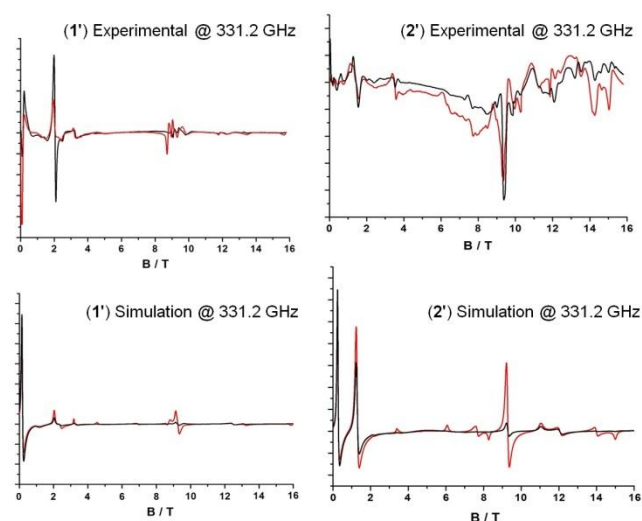 (1') Experimental @ 331.2 GHz
0 2 4 6 8 10 12 14 16
B / T
(2') Experimental @ 331.2 GHz
0 2 4 6 8 10 12 14 16
B / T
(1') Simulation @ 331.2 GHz
0 2 4 6 8 10 12 14 16
B / T
(2') Simulation @ 331.2 GHz
0 2 4 6 8 10 12 14 16
B / T